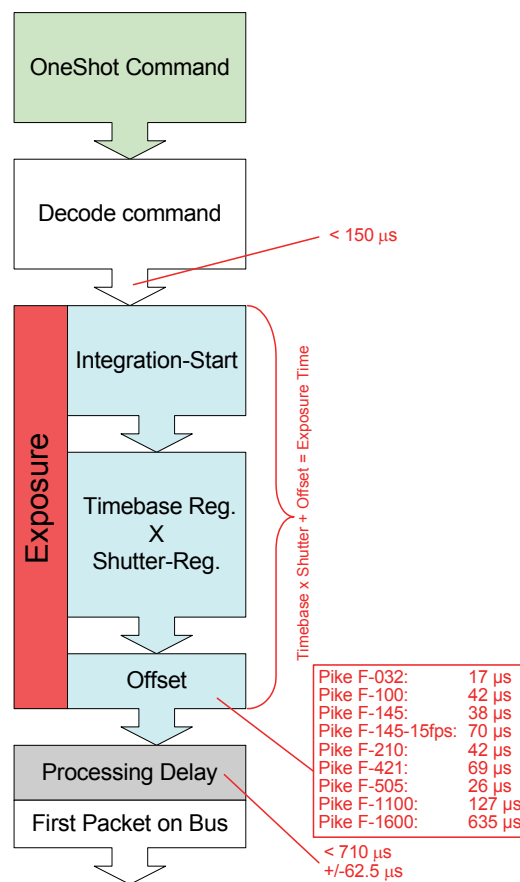 OneShot Command
Decode command
< 150 µs
Integration-Start
Exposure
Timebase Reg.
X
Shutter-Reg.
Timebase x Shutter + Offset = Exposure Time
Offset
Pike F-032: 17 µs
Pike F-100: 42 µs
Pike F-145: 38 µs
Pike F-145-15fps: 70 µs
Pike F-210: 42 µs
Pike F-421: 69 µs
Pike F-505: 26 µs
Pike F-1100: 127 µs
Pike F-1600: 635 µs
Processing Delay
First Packet on Bus
< 710 µs
+/-62.5 µs